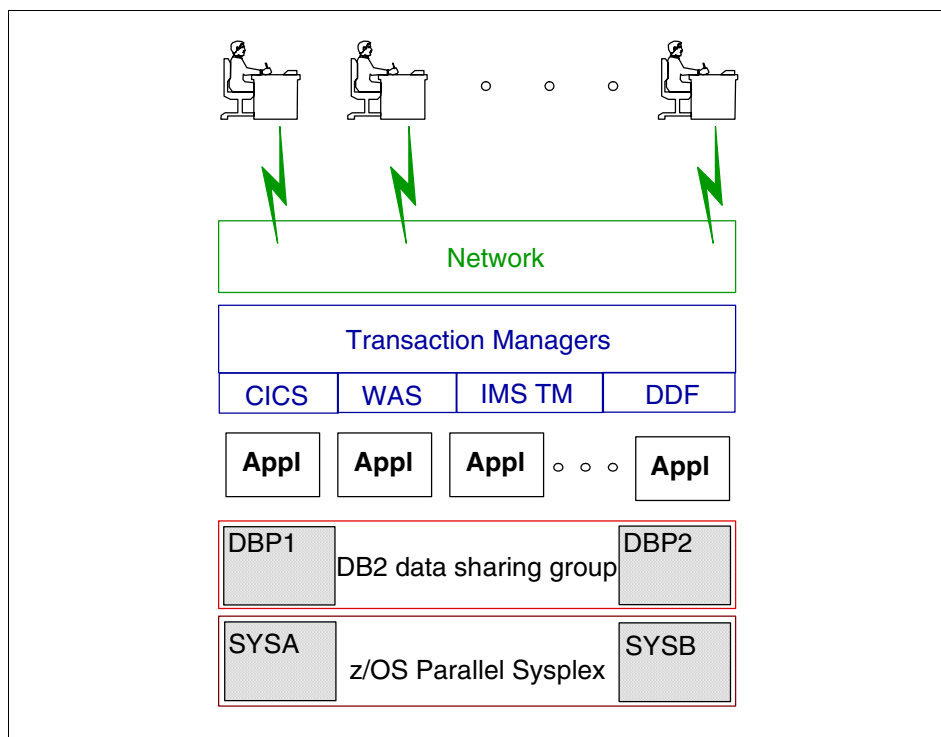 Network
Transaction Managers
CICS WAS IMS TM DDF
Appl Appl Appl Appl
DBP1 DB2 data sharing group DBP2
SYSA z/OS Parallel Sysplex SYSB